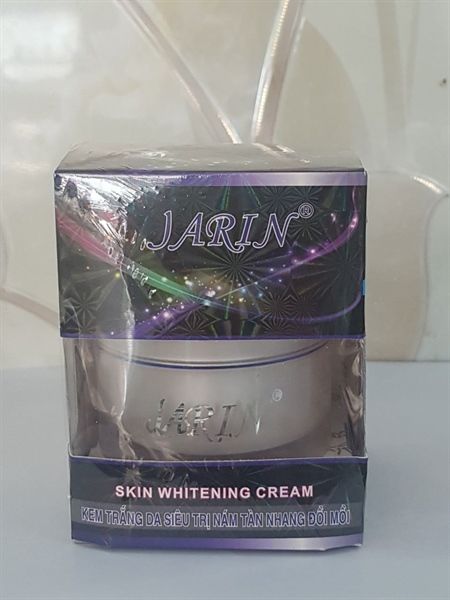 JARIN®
JARIN®
SKIN WHITENING CREAM
KEM TRẮNG DA SIÊU TRỊ NÁM TÀN NHANG ĐỒI MỒI